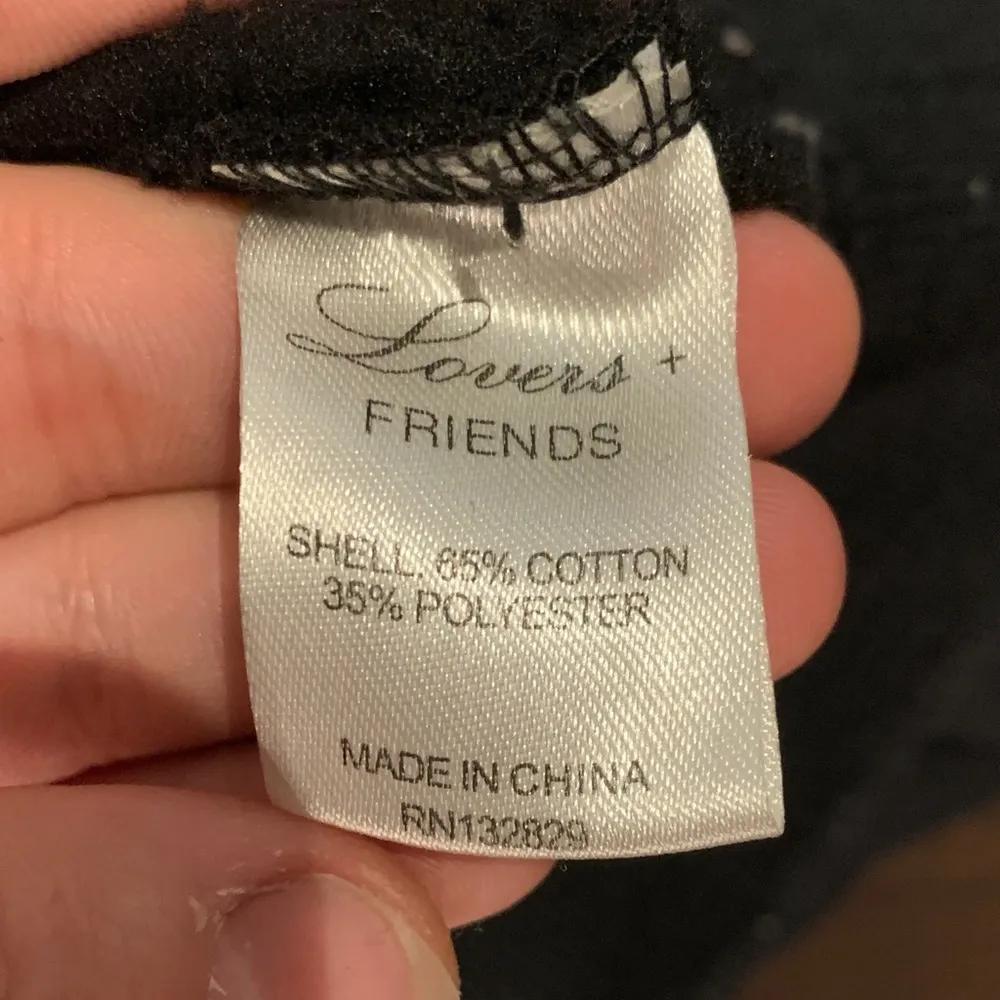 Lovers +
FRIENDS
SHELL: 65% COTTON
35% POLYESTER
MADE IN CHINA
RN132829